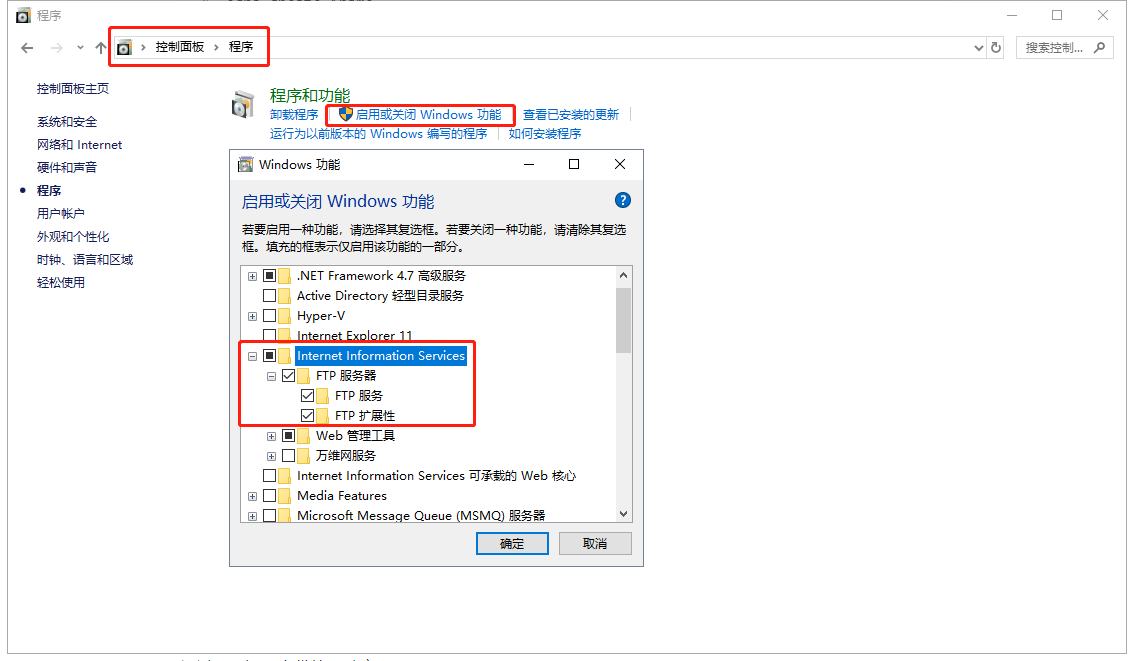 程序
控制面板 › 程序
搜索控制...
控制面板主页
系统和安全
网络和 Internet
硬件和声音
程序
用户帐户
外观和个性化
时钟、语言和区域
轻松使用
程序和功能
卸载程序 启用或关闭 Windows 功能 查看已安装的更新
运行为以前版本的 Windows 编写的程序 如何安装程序
Windows 功能
启用或关闭 Windows 功能
若要启用一种功能，请选择其复选框。若要关闭一种功能，请清除其复选
框。填充的框表示仅启用该功能的一部分。
.NET Framework 4.7 高级服务
Active Directory 轻型目录服务
Hyper-V
Internet Explorer 11
Internet Information Services
FTP 服务器
FTP 服务
FTP 扩展性
Web 管理工具
万维网服务
Internet Information Services 可承载的 Web 核心
Media Features
Microsoft Message Queue (MSMQ) 服务器
确定 取消